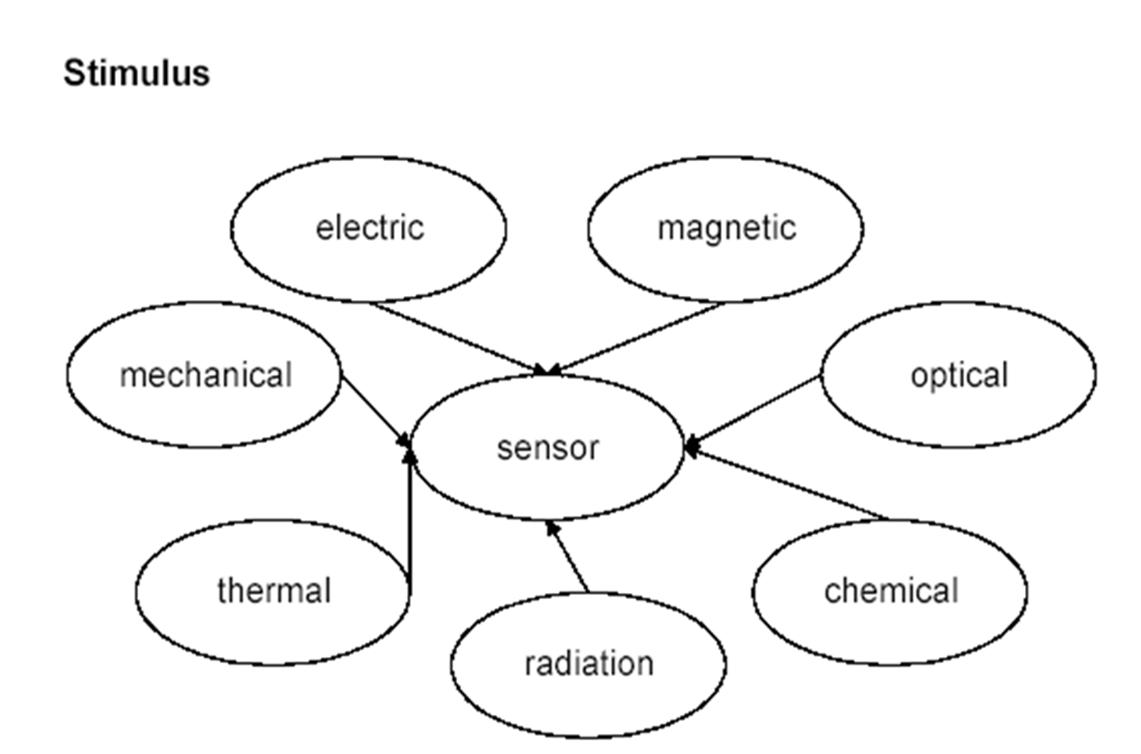 Stimulus
electric
magnetic
mechanical
optical
sensor
thermal
chemical
radiation